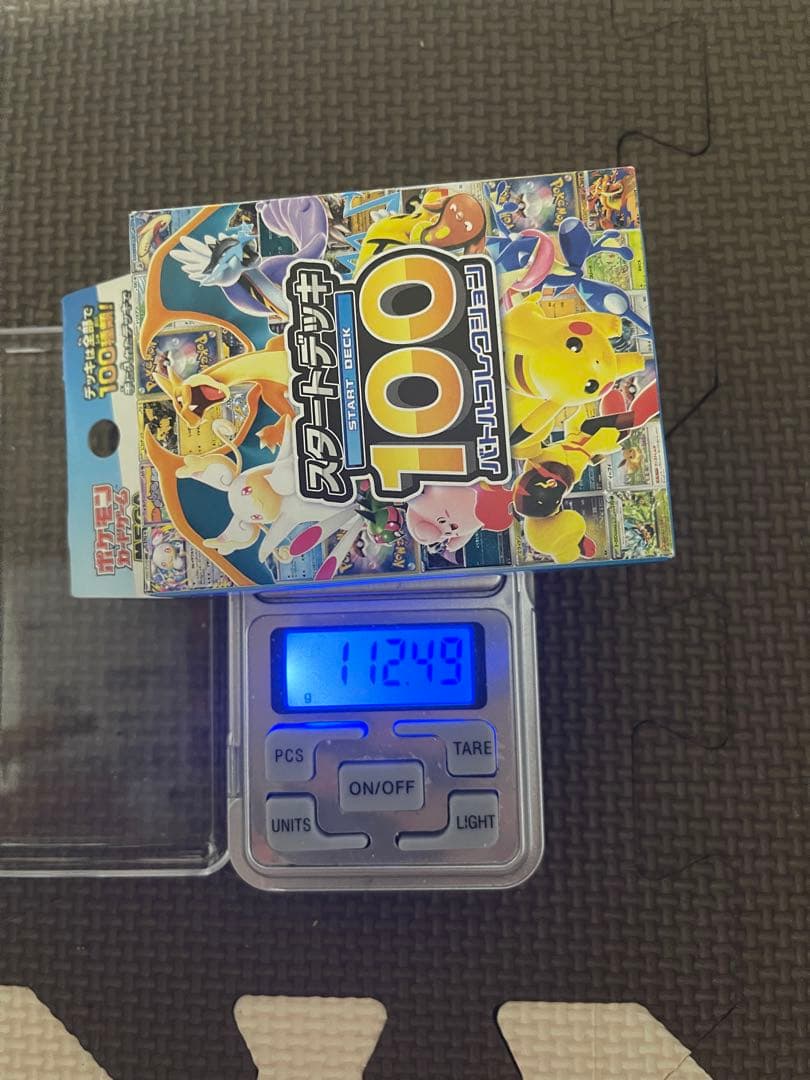 デッキは全部で
100種類!
ポケモン
カードゲーム
MEGA
スタートデッキ
START DECK
100
バトルコレクション
112.49
g
PCS
TARE
ON/OFF
UNITS
LIGHT